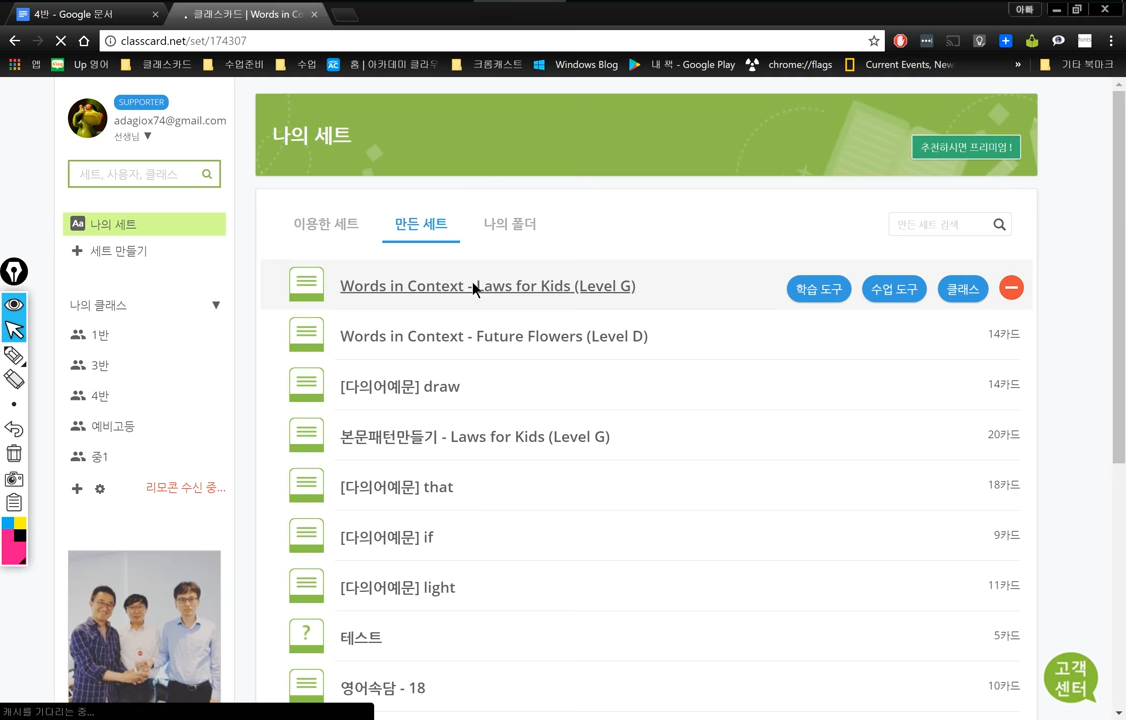 4반 - Google 문서
클래스카드 | Words in Co
아빠
classcard.net/set/174307
앱
Up 영어
클래스카드
수업준비
수업
홈 | 아카데미 클라우
크롬캐스트
Windows Blog
내 책 - Google Play
chrome://flags
Current Events, New
»
기타 북마크
SUPPORTER
adagiox74@gmail.com
선생님 ▼
세트, 사용자, 클래스
Aa 나의 세트
세트 만들기
나의 클래스 ▼
1반
3반
4반
예비고등
중1
리모콘 수신 중...
나의 세트
추천하시면 프리미엄 !
이용한 세트
만든 세트
나의 폴더
만든 세트 검색
Words in Context - Laws for Kids (Level G)
학습 도구
수업 도구
클래스
Words in Context - Future Flowers (Level D)
14카드
[다의어예문] draw
14카드
본문패턴만들기 - Laws for Kids (Level G)
20카드
[다의어예문] that
18카드
[다의어예문] if
9카드
[다의어예문] light
11카드
?
테스트
5카드
영어속담 - 18
10카드
고객
센터
캐시를 기다리는 중...